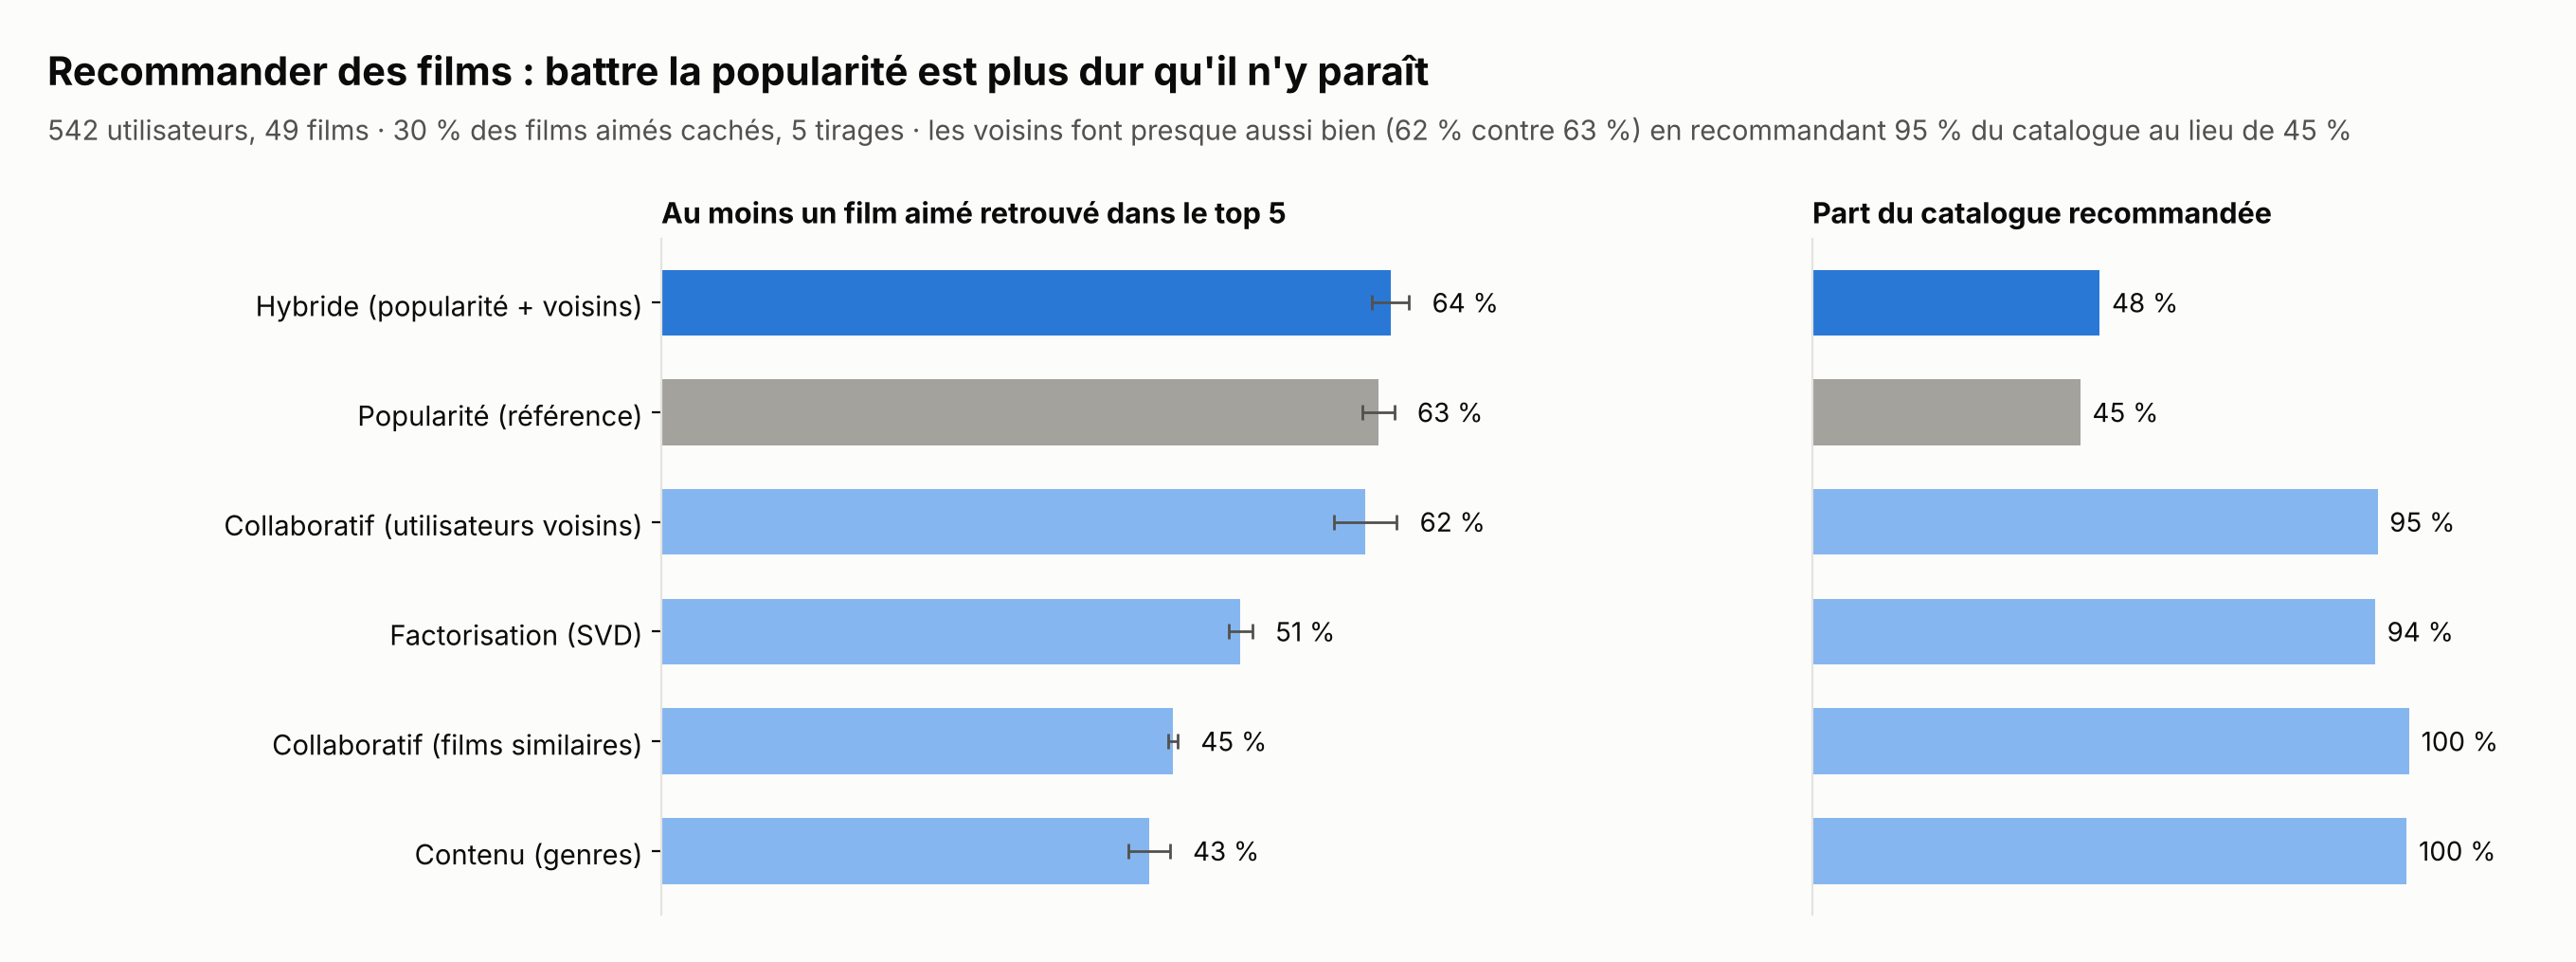 Recommander des films : battre la popularité est plus dur qu'il n'y paraît
542 utilisateurs, 49 films · 30 % des films aimés cachés, 5 tirages · les voisins font presque aussi bien (62 % contre 63 %) en recommandant 95 % du catalogue au lieu de 45 %
Au moins un film aimé retrouvé dans le top 5
Part du catalogue recommandée
Hybride (popularité + voisins)
64 %
48 %
Popularité (référence)
63 %
45 %
Collaboratif (utilisateurs voisins)
62 %
95 %
Factorisation (SVD)
51 %
94 %
Collaboratif (films similaires)
45 %
100 %
Contenu (genres)
43 %
100 %